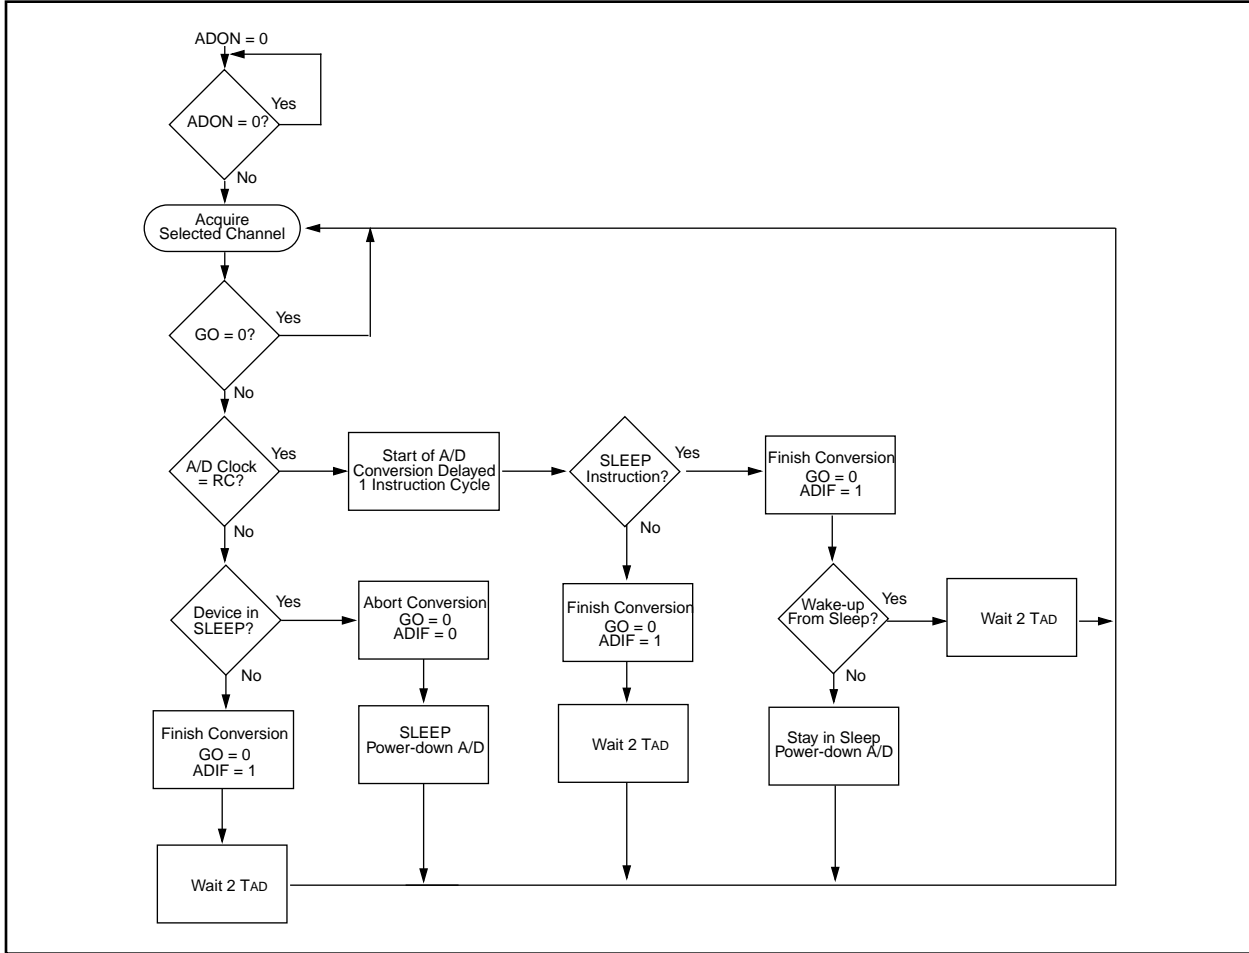 ADON = 0
Yes
ADON = 0?
No
Acquire
Selected Channel
Yes
GO = 0?
No
Yes
A/D Clock
= RC?
No
Start of A/D
Conversion Delayed
1 Instruction Cycle
SLEEP
Instruction?
Yes
No
Finish Conversion
GO = 0
ADIF = 1
Device in
SLEEP?
Yes
No
Abort Conversion
GO = 0
ADIF = 0
Finish Conversion
GO = 0
ADIF = 1
Wake-up
From Sleep?
Yes
No
Wait 2 TAD
Finish Conversion
GO = 0
ADIF = 1
SLEEP
Power-down A/D
Wait 2 TAD
Stay in Sleep
Power-down A/D
Wait 2 TAD